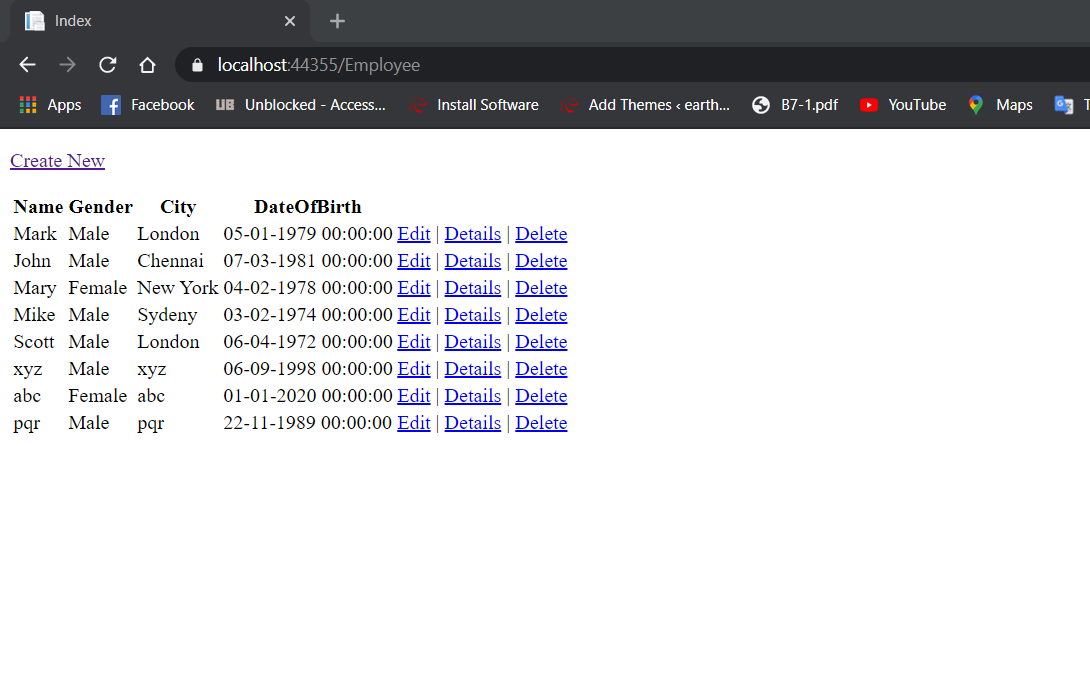 Index
localhost:44355/Employee
Apps Facebook UB Unblocked - Access... Install Software Add Themes ‹ earth... B7-1.pdf YouTube Maps
Create New
Name Gender City DateOfBirth
Mark Male London 05-01-1979 00:00:00 Edit | Details | Delete
John Male Chennai 07-03-1981 00:00:00 Edit | Details | Delete
Mary Female New York 04-02-1978 00:00:00 Edit | Details | Delete
Mike Male Sydeny 03-02-1974 00:00:00 Edit | Details | Delete
Scott Male London 06-04-1972 00:00:00 Edit | Details | Delete
xyz Male xyz 06-09-1998 00:00:00 Edit | Details | Delete
abc Female abc 01-01-2020 00:00:00 Edit | Details | Delete
pqr Male pqr 22-11-1989 00:00:00 Edit | Details | Delete